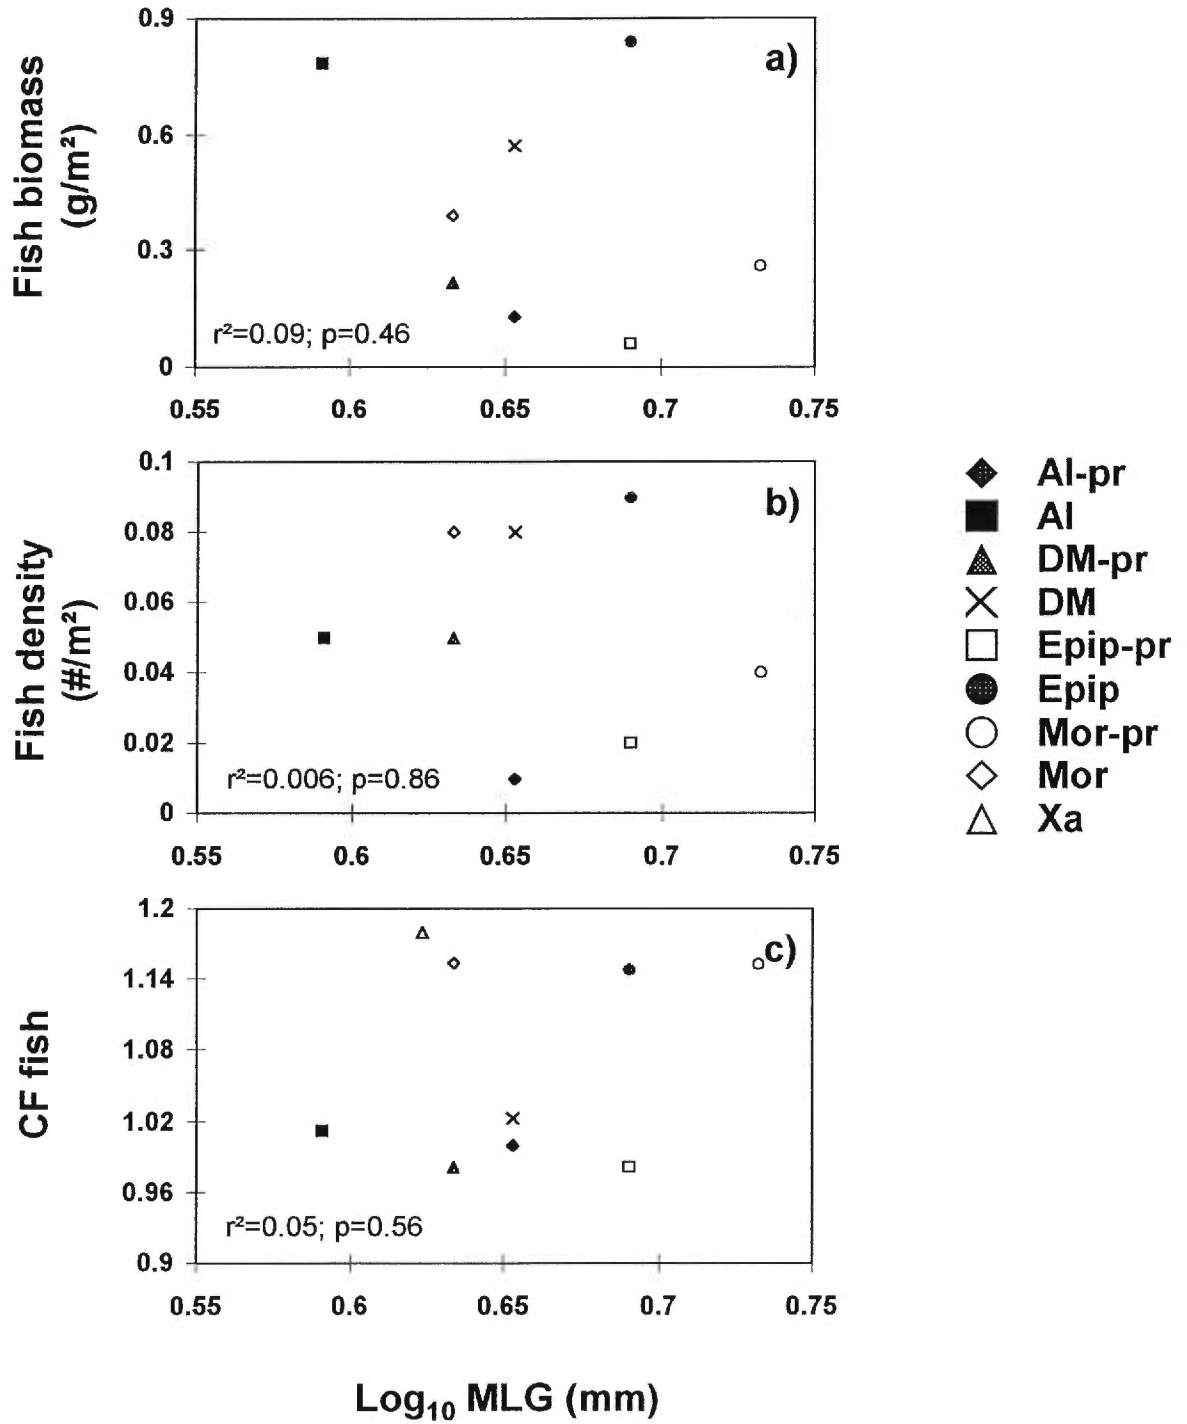 Fish biomass
(g/m²)
0.9
0.6
0.3
0
a)
r²=0.09; p=0.46
0.55 0.6 0.65 0.7 0.75
Fish density
(#/m²)
0.1
0.08
0.06
0.04
0.02
0
b)
r²=0.006; p=0.86
0.55 0.6 0.65 0.7 0.75
CF fish
1.2
1.14
1.08
1.02
0.96
0.9
c)
r²=0.05; p=0.56
0.55 0.6 0.65 0.7 0.75
Log₁₀ MLG (mm)
Al-pr
Al
DM-pr
DM
Epip-pr
Epip
Mor-pr
Mor
Xa